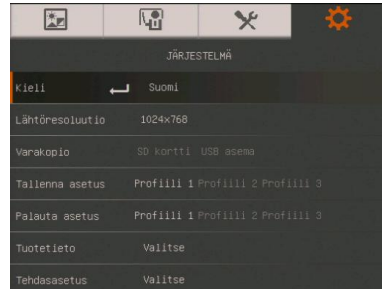 JÄRJESTELMÄ
Kieli Suomi
Lähtöresoluutio 1024x768
Varakopio SD kortti USB asema
Tallenna asetus Profiili 1 Profiili 2 Profiili 3
Palauta asetus Profiili 1 Profiili 2 Profiili 3
Tuotetieto Valitse
Tehdasasetus Valitse